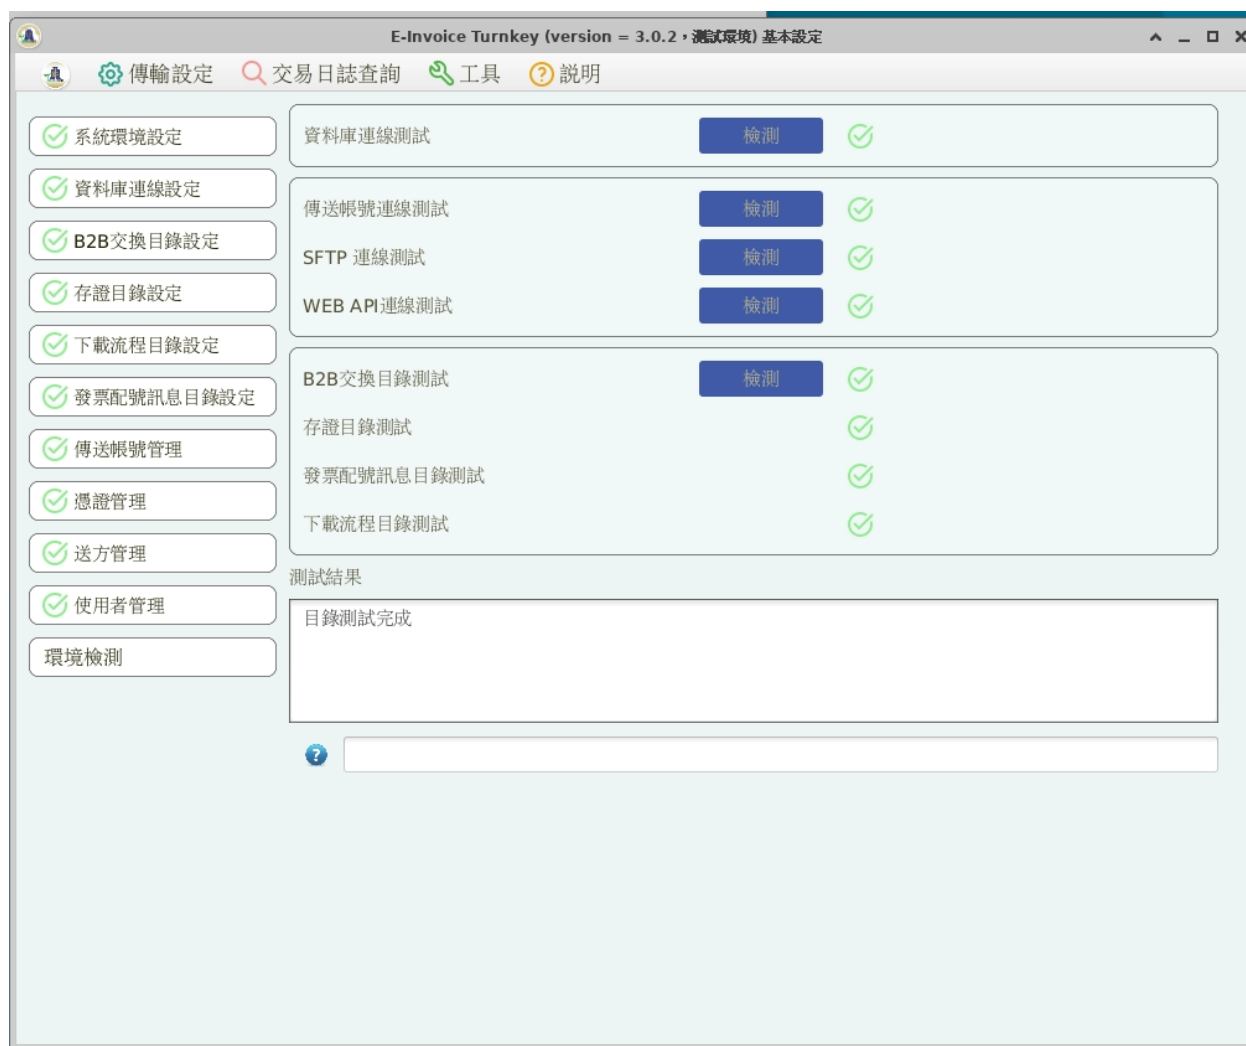 E-Invoice Turnkey (version = 3.0.2，測試環境) 基本設定
傳輸設定 交易日誌查詢 工具 說明
系統環境設定
資料庫連線設定
B2B交換目錄設定
存證目錄設定
下載流程目錄設定
發票配號訊息目錄設定
傳送帳號管理
憑證管理
送方管理
使用者管理
環境檢測
資料庫連線測試 檢測
傳送帳號連線測試 檢測
SFTP 連線測試 檢測
WEB API連線測試 檢測
B2B交換目錄測試 檢測
存證目錄測試
發票配號訊息目錄測試
下載流程目錄測試
測試結果
目錄測試完成